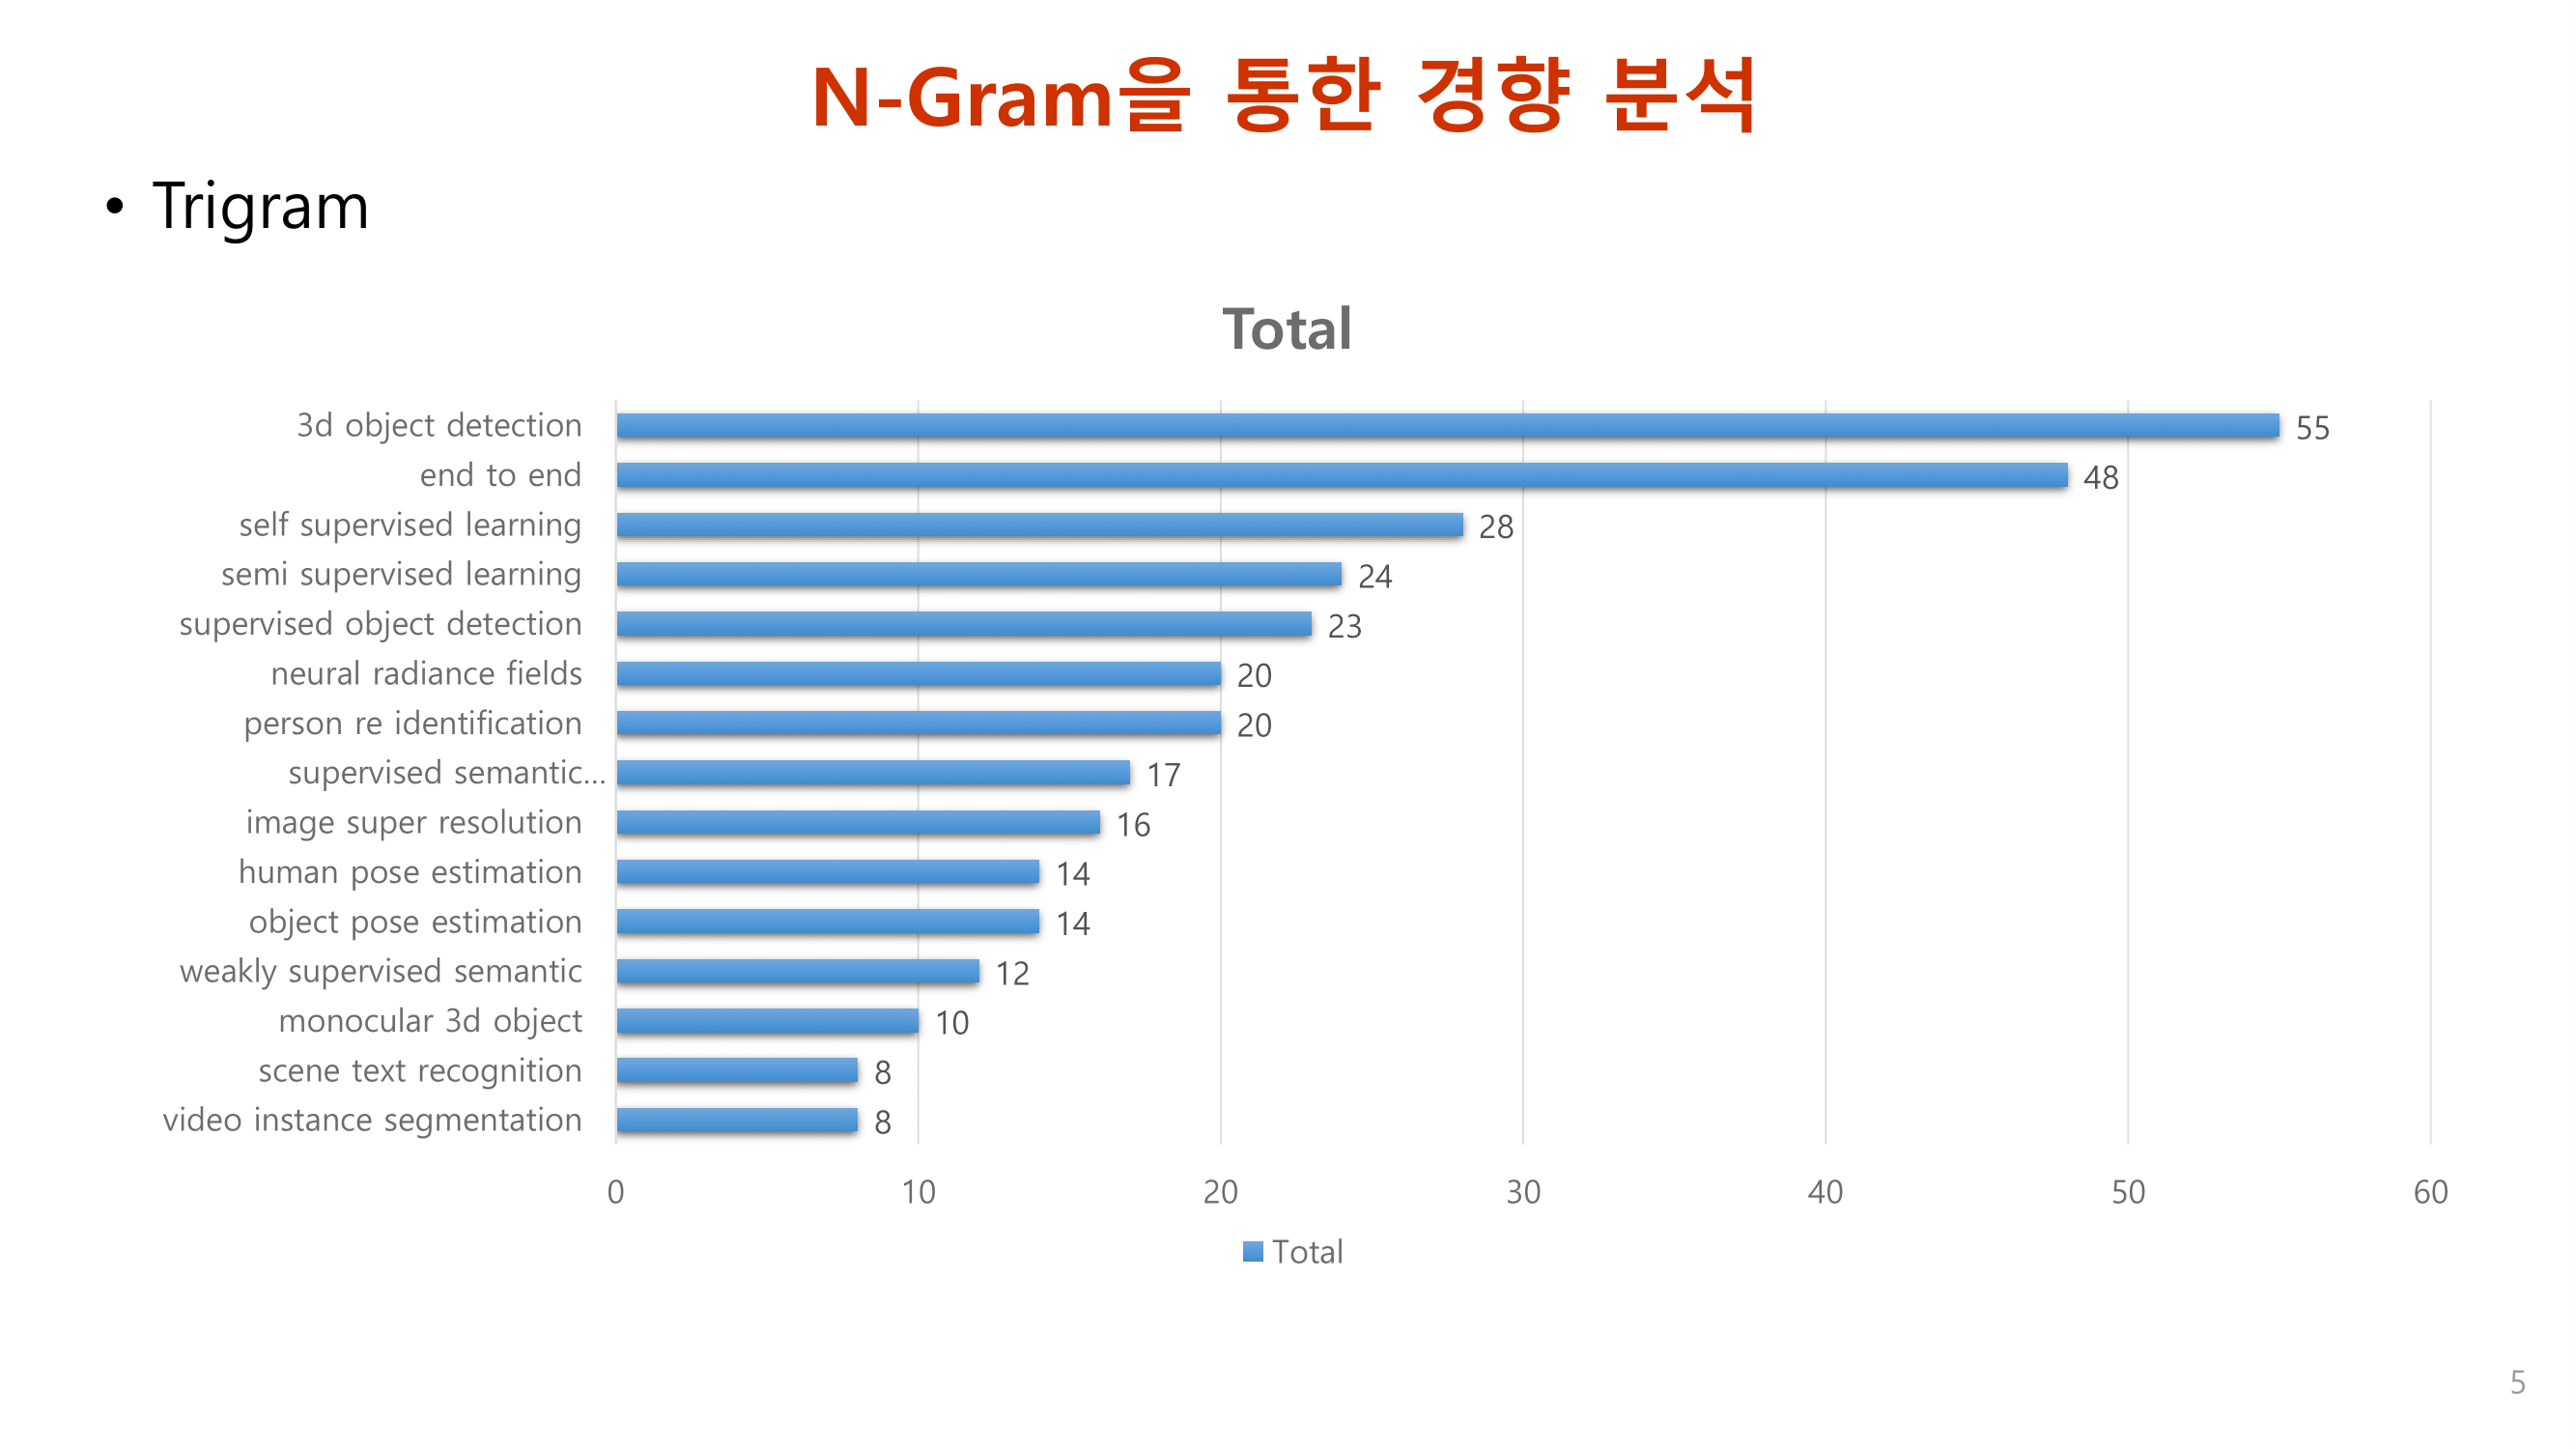 N-Gram을 통한 경향 분석
• Trigram
Total
3d object detection 55
end to end 48
self supervised learning 28
semi supervised learning 24
supervised object detection 23
neural radiance fields 20
person re identification 20
supervised semantic... 17
image super resolution 16
human pose estimation 14
object pose estimation 14
weakly supervised semantic 12
monocular 3d object 10
scene text recognition 8
video instance segmentation 8
0 10 20 30 40 50 60
Total
5